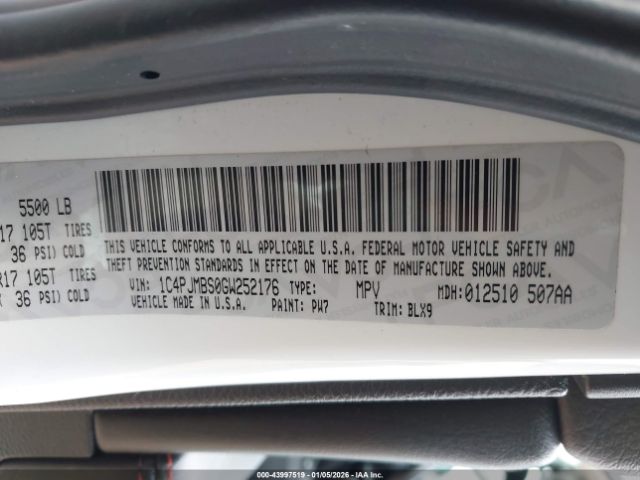 5500 LB
17 105T TIRES
36 PSI) COLD
R17 105T TIRES
36 PSI) COLD
THIS VEHICLE CONFORMS TO ALL APPLICABLE U.S.A. FEDERAL MOTOR VEHICLE SAFETY AND
THEFT PREVENTION STANDARDS IN EFFECT ON THE DATE OF MANUFACTURE SHOWN ABOVE.
VIN: 1C4PJMBS0GW252176 TYPE: MPV MDH:012510 507AA
VEHICLE MADE IN U.S.A. PAINT: PW7 TRIM: BLX9
000-43997519 | 01/05/2026 - IAA |